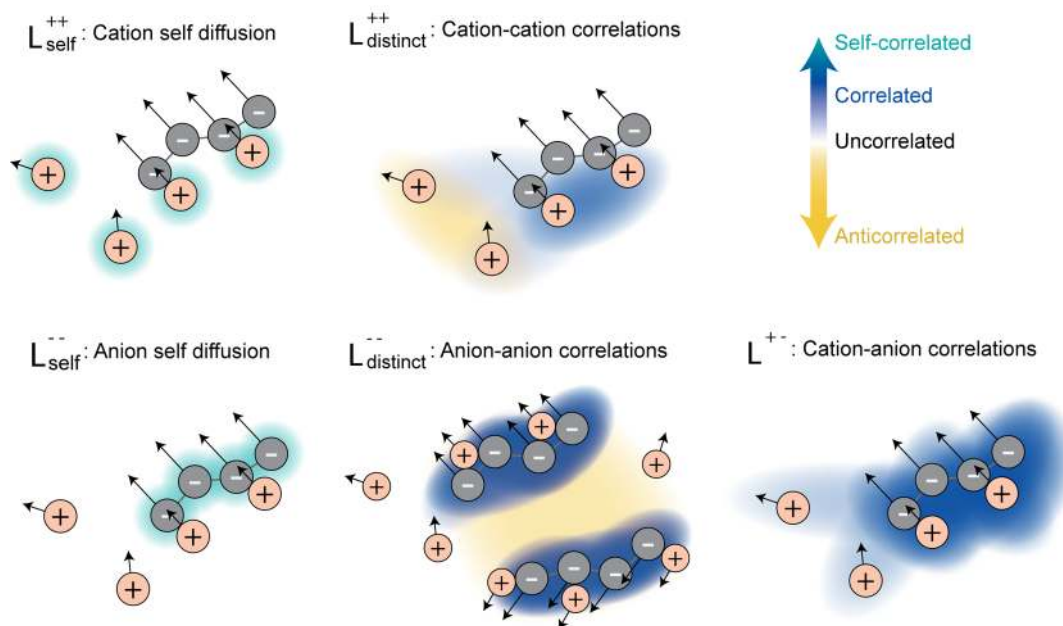 L++self : Cation self diffusion
L++distinct : Cation-cation correlations
Self-correlated
Correlated
Uncorrelated
Anticorrelated
L--self : Anion self diffusion
L--distinct : Anion-anion correlations
L+- : Cation-anion correlations